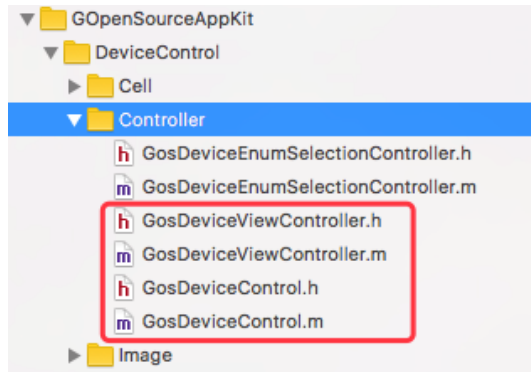 GOpenSourceAppKit
DeviceControl
Cell
Controller
h GosDeviceEnumSelectionController.h
m GosDeviceEnumSelectionController.m
h GosDeviceViewController.h
m GosDeviceViewController.m
h GosDeviceControl.h
m GosDeviceControl.m
Image